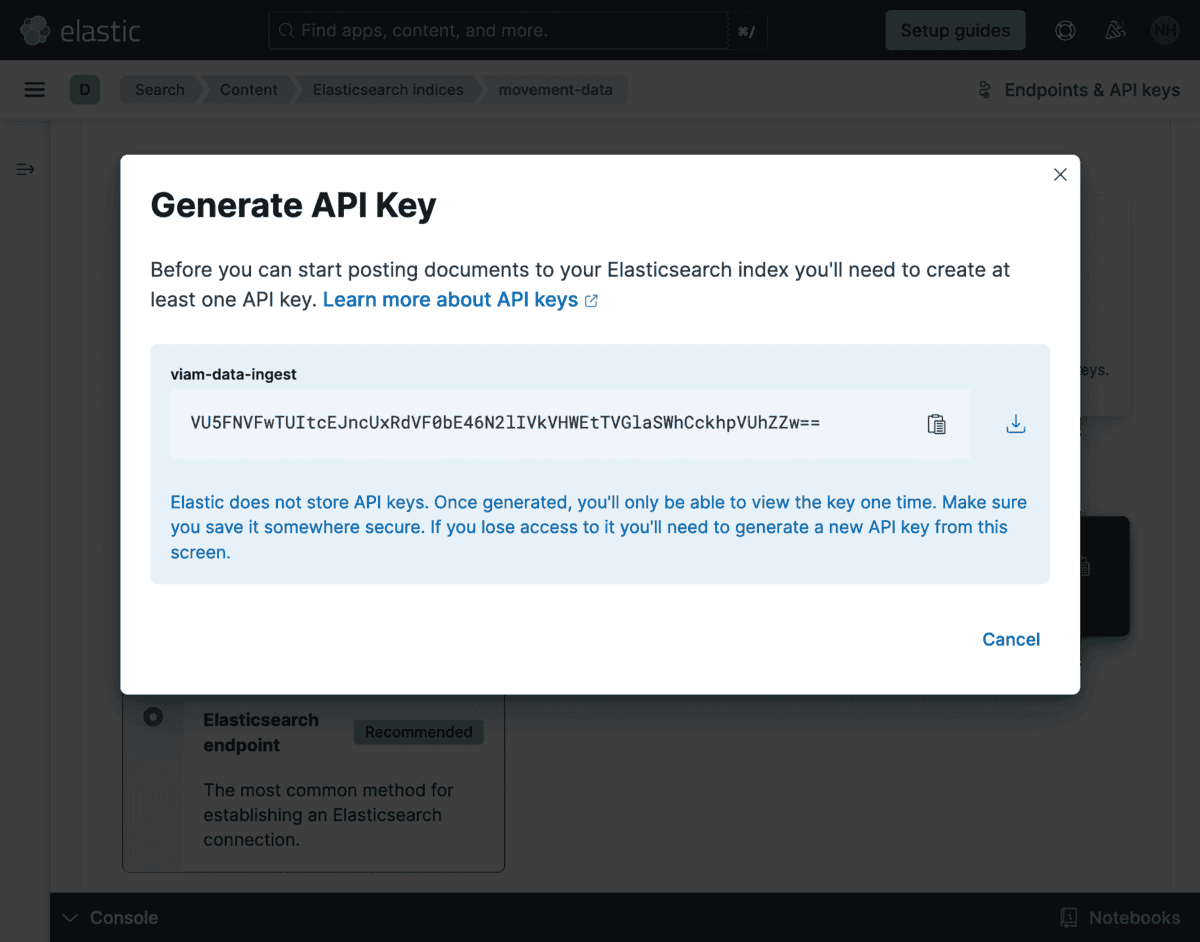 elastic
Find apps, content, and more.
⌘/
Setup guides
NH
D
Search
Content
Elasticsearch indices
movement-data
Endpoints & API keys
Generate API Key
Before you can start posting documents to your Elasticsearch index you'll need to create at
least one API key. Learn more about API keys
viam-data-ingest
VU5FNVFwTUItcEJncUxRdVF0bE46N2lIVkVHWEtTVGlaSWhCckhpVUhZZw==
Elastic does not store API keys. Once generated, you'll only be able to view the key one time. Make sure
you save it somewhere secure. If you lose access to it you'll need to generate a new API key from this
screen.
Cancel
eys.
Elasticsearch
endpoint
Recommended
The most common method for
establishing an Elasticsearch
connection.
Console
Notebooks